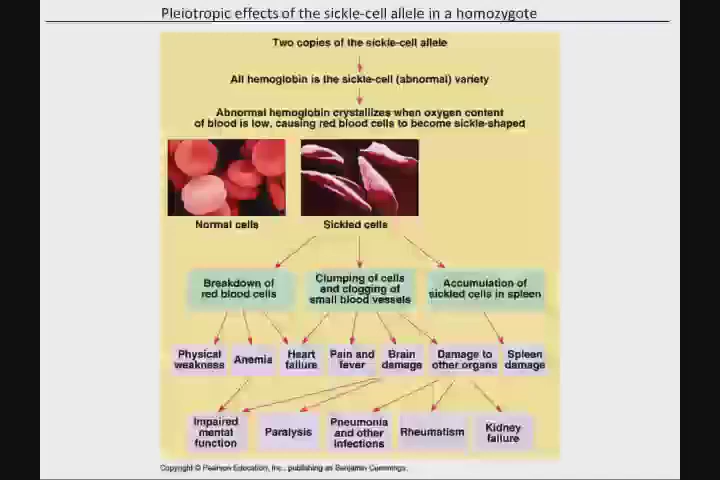 Pleiotropic effects of the sickle-cell allele in a homozygote
Two copies of the sickle-cell allele
All hemoglobin is the sickle-cell (abnormal) variety
Abnormal hemoglobin crystallizes when oxygen content
of blood is low, causing red blood cells to become sickle-shaped
Normal cells
Sickled cells
Breakdown of
red blood cells
Clumping of cells
and clogging of
small blood vessels
Accumulation of
sickled cells in spleen
Physical
weakness
Anemia
Heart
failure
Pain and
fever
Brain
damage
Damage to
other organs
Spleen
damage
Impaired
mental
function
Paralysis
Pneumonia
and other
infections
Rheumatism
Kidney
failure
Copyright © Pearson Education, Inc., publishing as Benjamin Cummings.